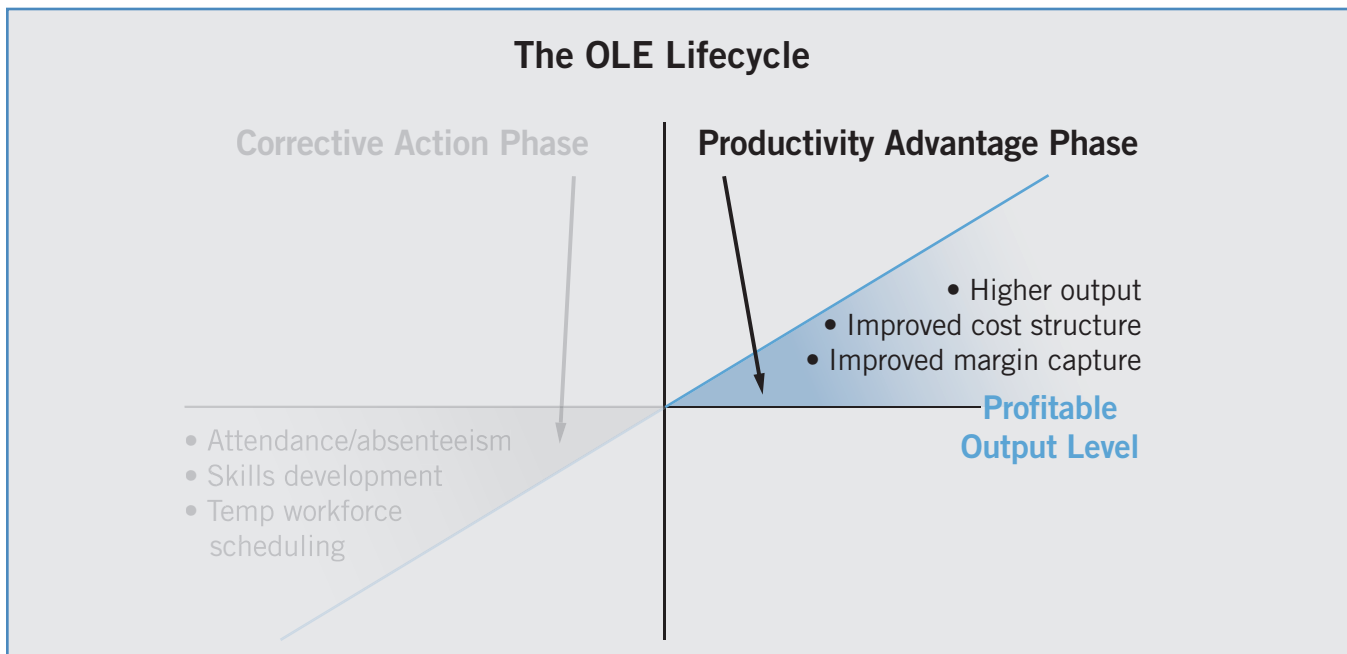 The OLE Lifecycle
Corrective Action Phase
Productivity Advantage Phase
• Higher output
• Improved cost structure
• Improved margin capture
Profitable
Output Level
• Attendance/absenteeism
• Skills development
• Temp workforce
scheduling